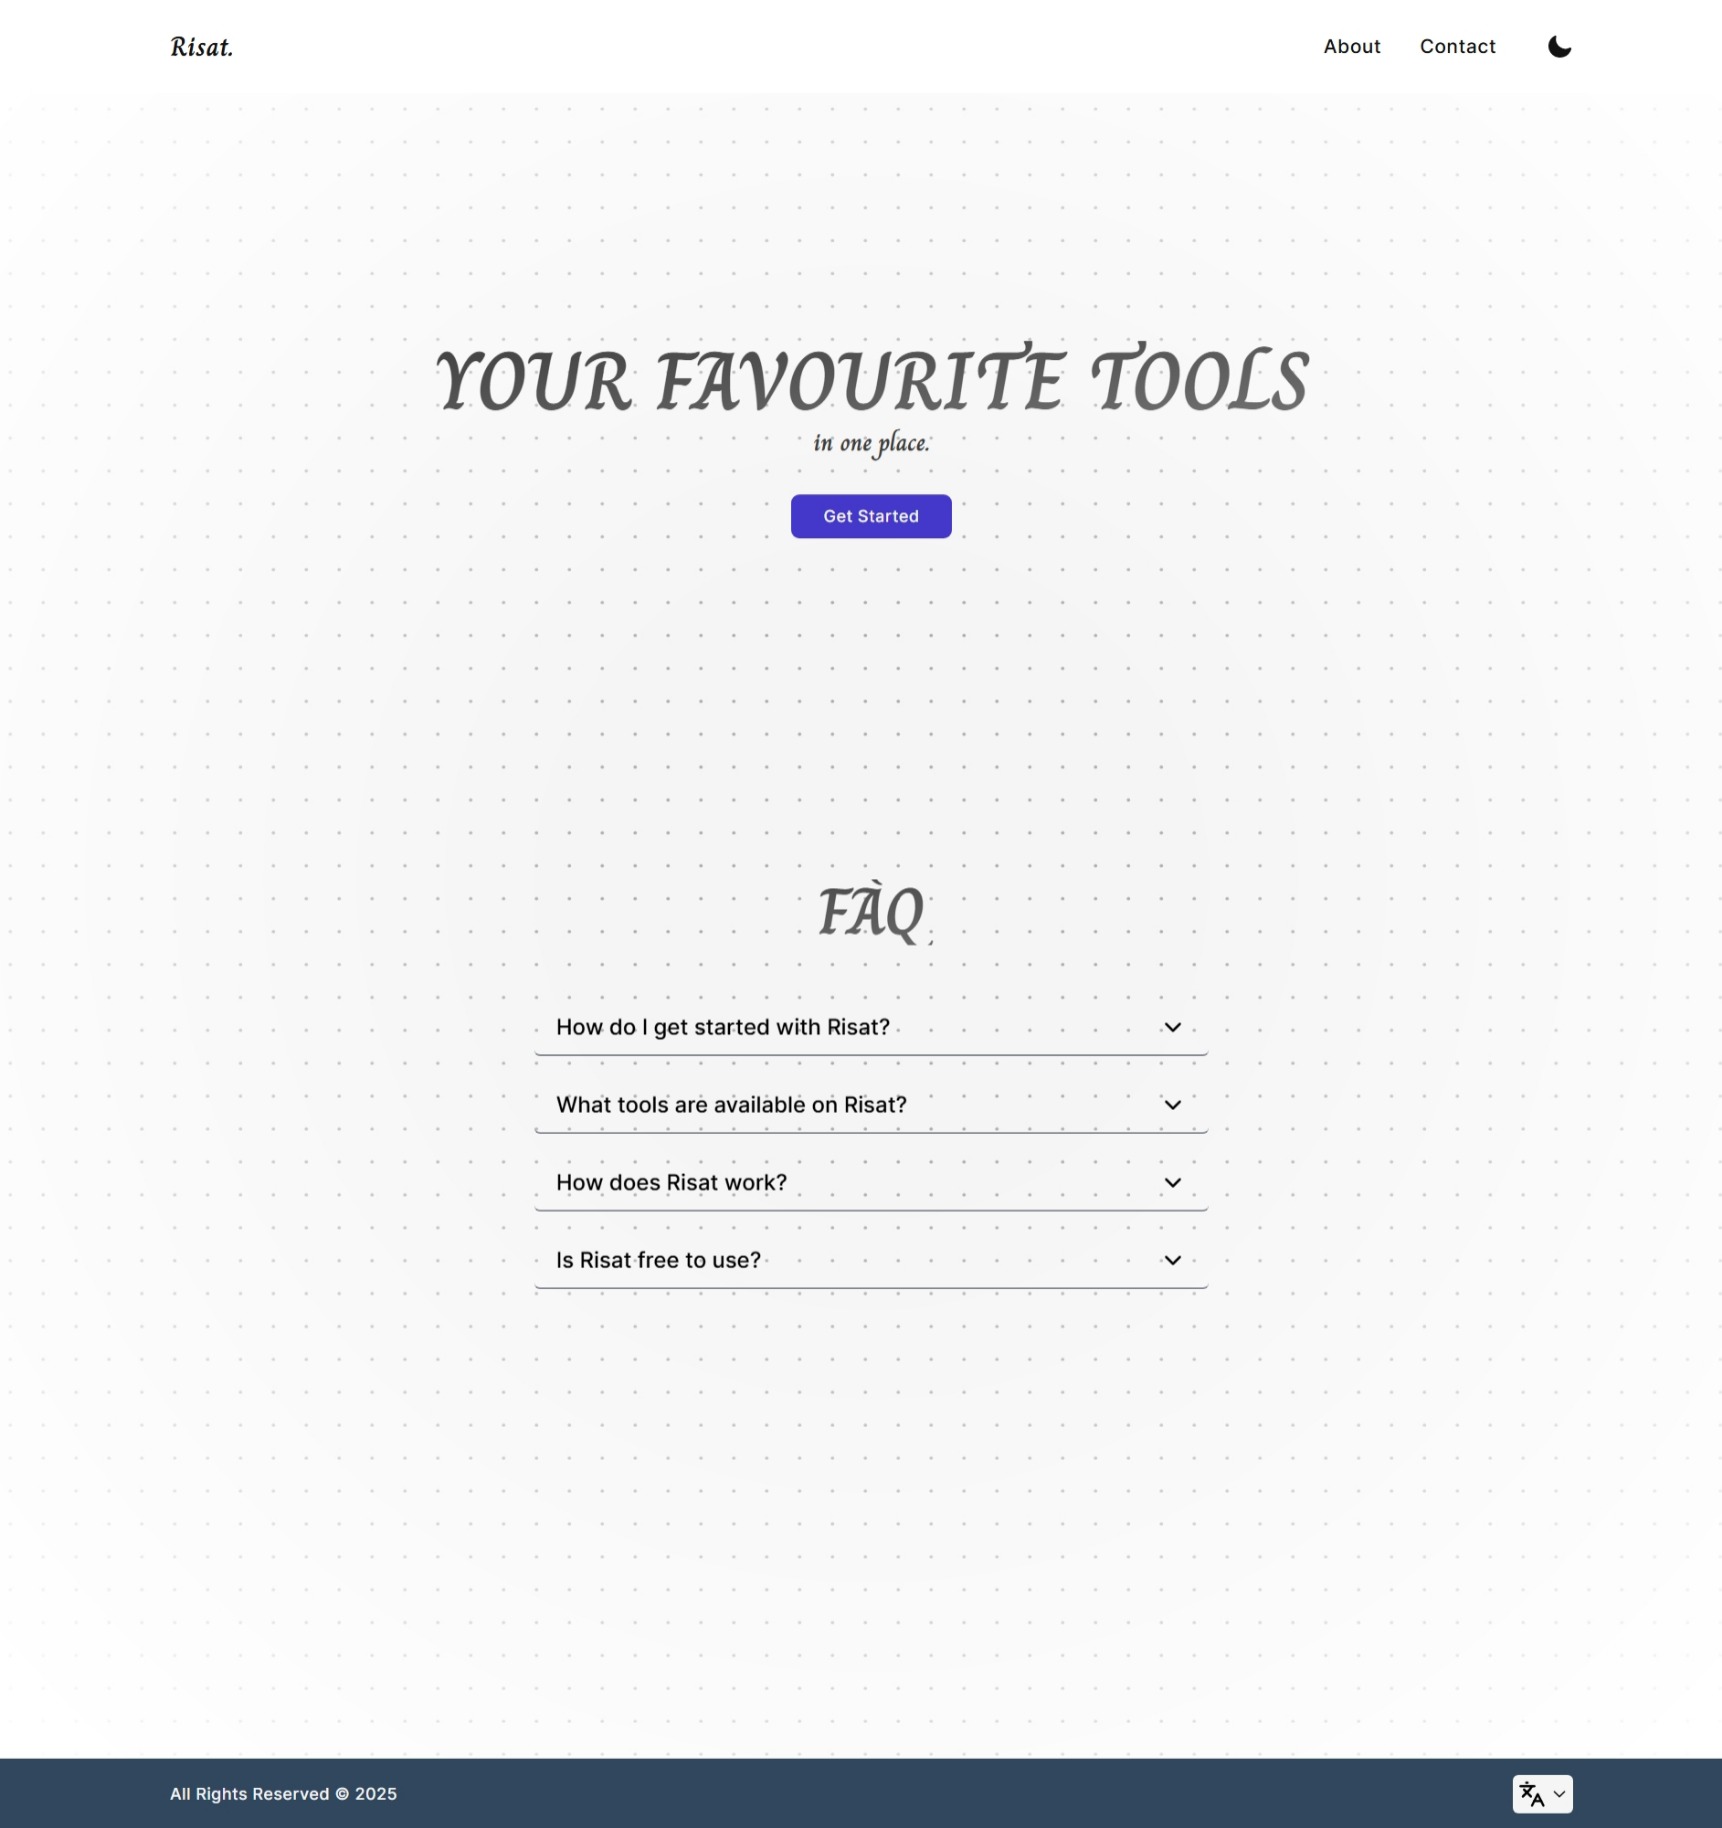 Risat.
About Contact
YOUR FAVOURITE TOOLS
in one place.
Get Started
FÀQ
How do I get started with Risat?
What tools are available on Risat?
How does Risat work?
Is Risat free to use?
All Rights Reserved © 2025